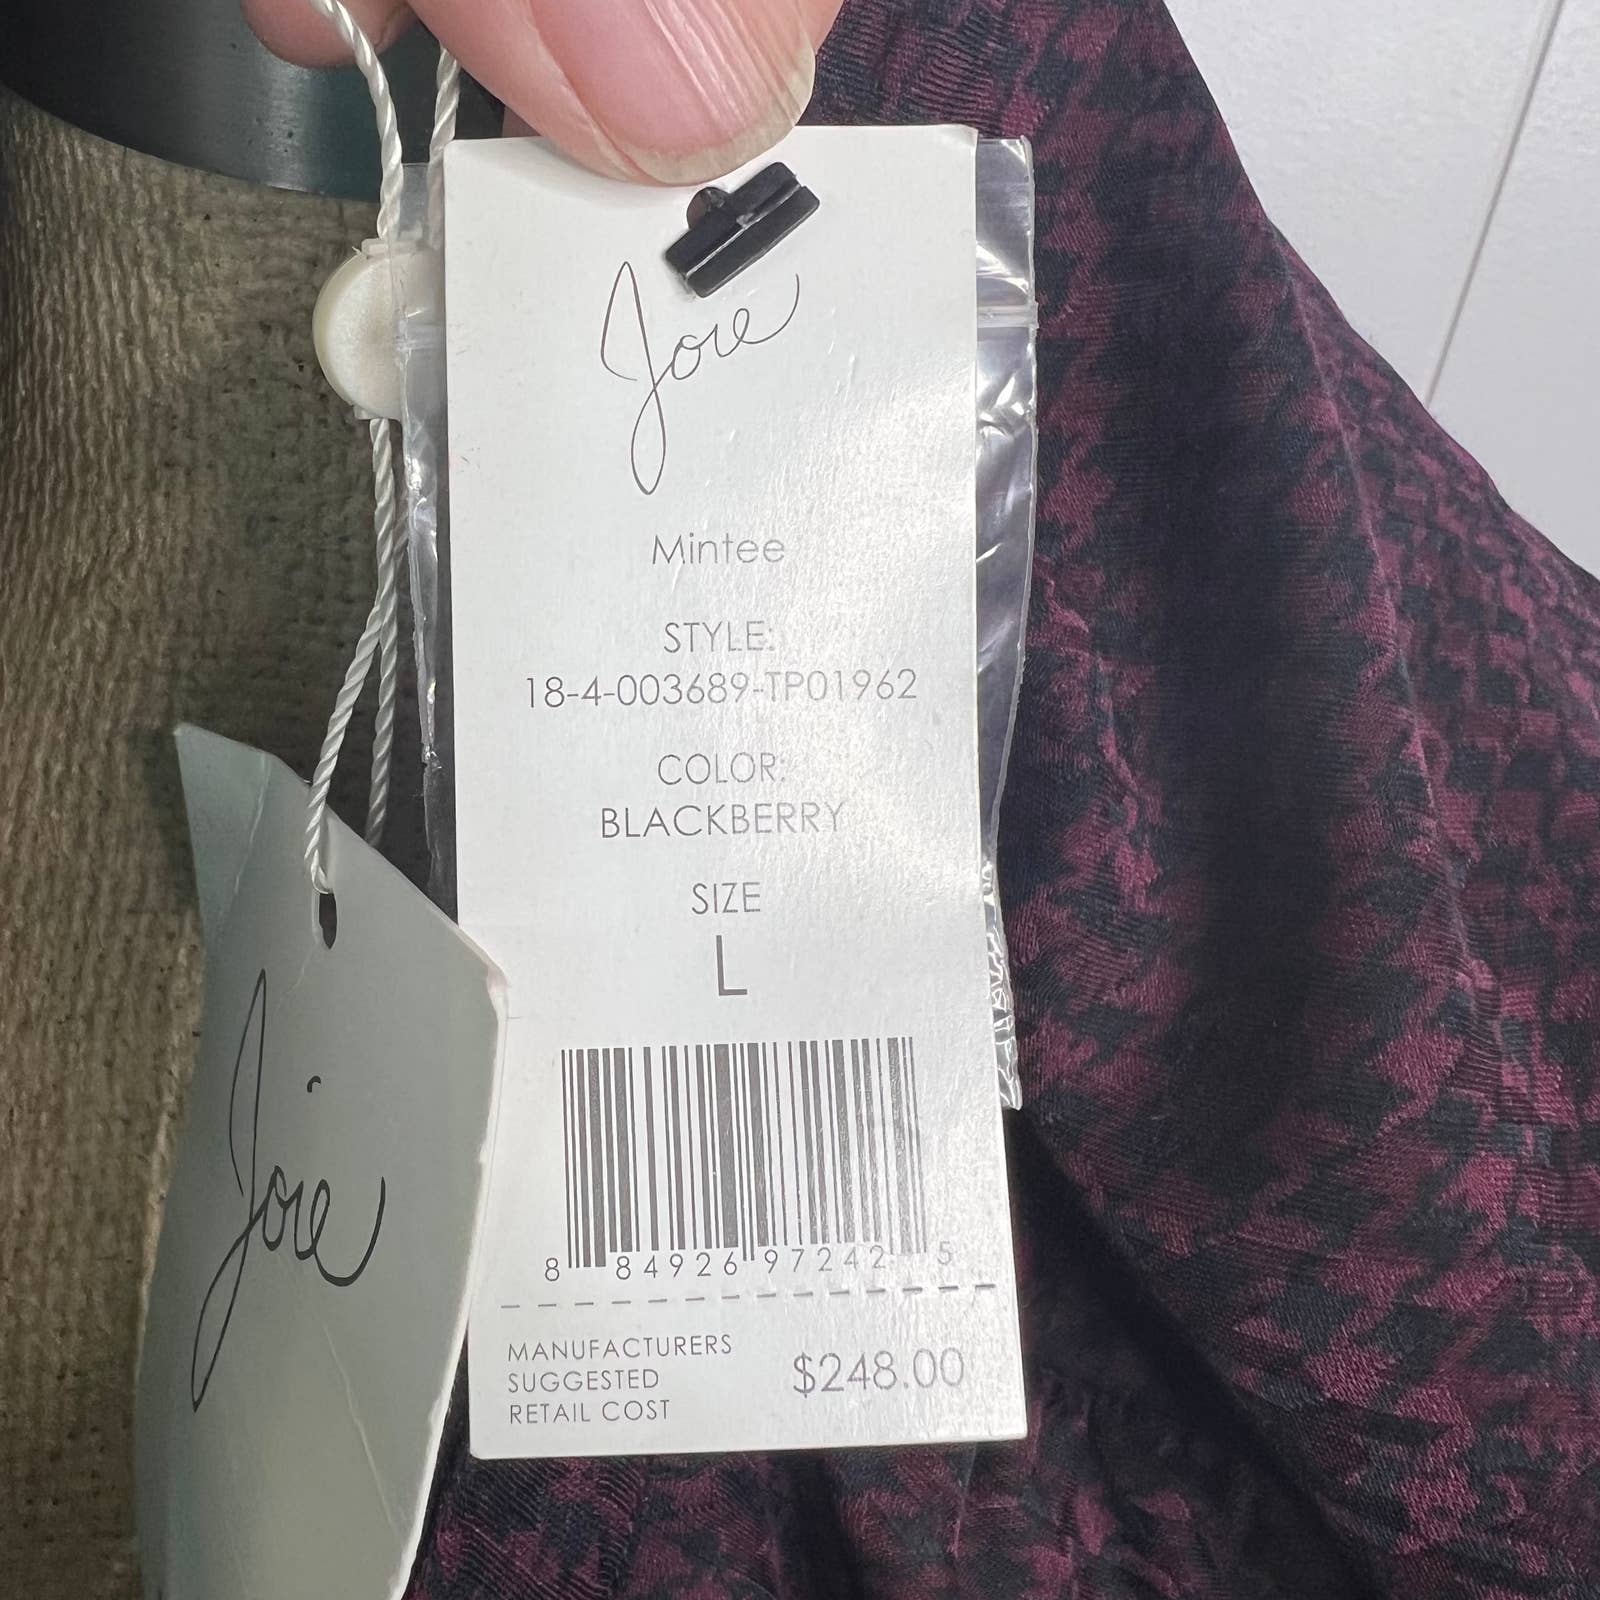 Joie
Mintee
STYLE:
18-4-003689-TP01962
COLOR:
BLACKBERRY
SIZE
L
8 84926 97242 5
MANUFACTURERS
SUGGESTED
RETAIL COST
$248.00
Joie